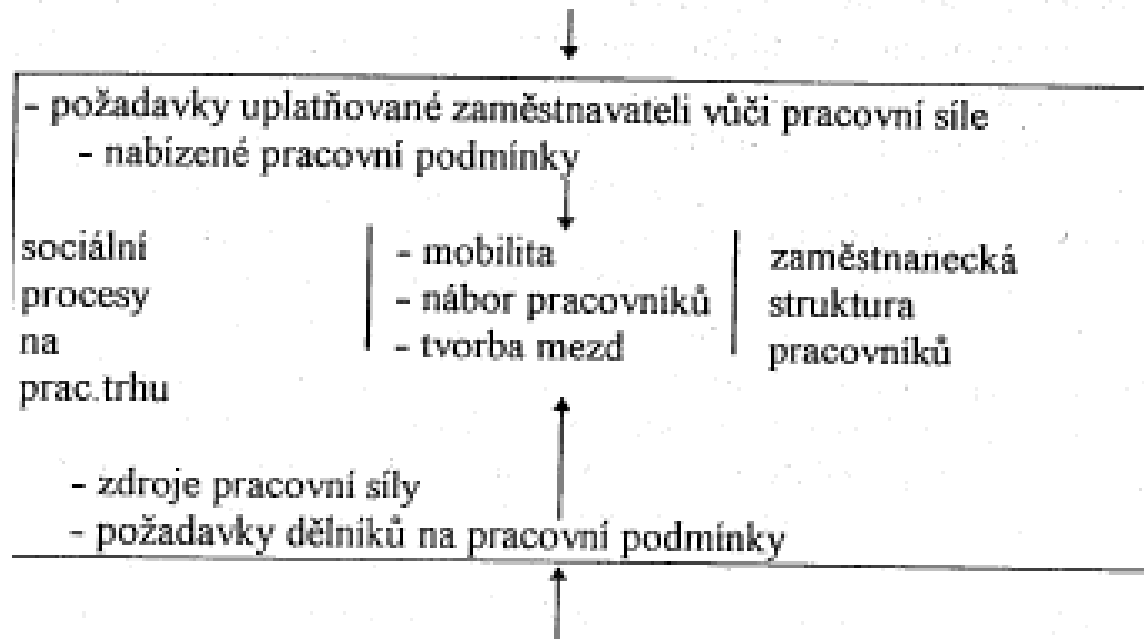 - požadavky uplatňované zaměstnavateli vůči pracovní síle
- nabízené pracovní podmínky
sociální
procesy
na
prac.trhu
- mobilita
- nábor pracovníků
- tvorba mezd
zaměstnanecká
struktura
pracovníků
- zdroje pracovní síly
- požadavky dělníků na pracovní podmínky